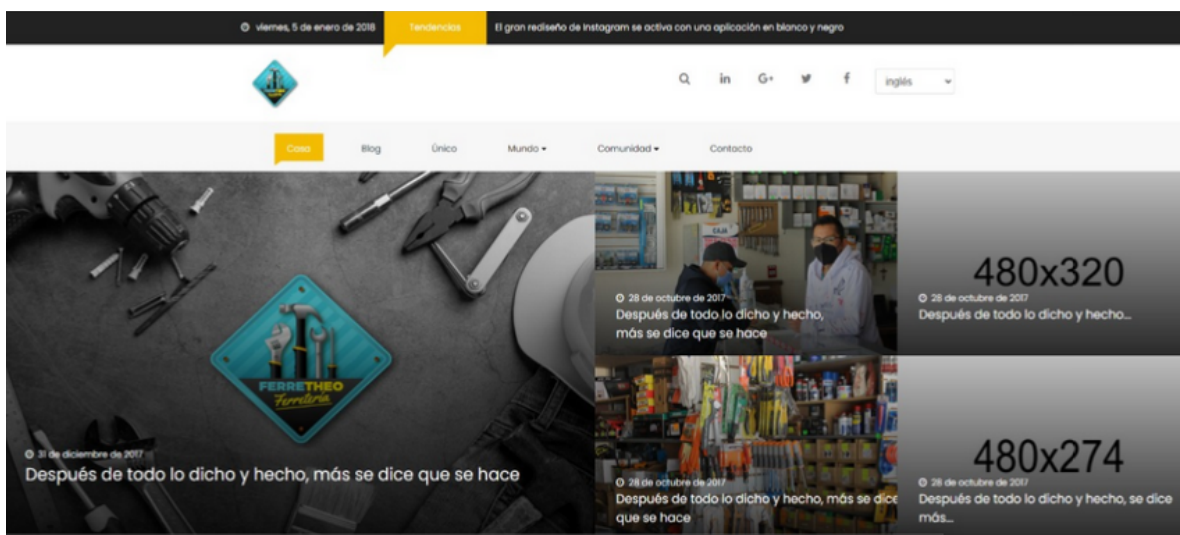 viernes, 5 de enero de 2018
Tendencias
El gran rediseño de Instagram se activa con una aplicación en blanco y negro
in
G+
f
inglés
Casa
Blog
Único
Mundo
Comunidad
Contacto
FERRETHEO
Ferretería
31 de diciembre de 2017
Después de todo lo dicho y hecho, más se dice que se hace
CAJA
28 de octubre de 2017
Después de todo lo dicho y hecho,
más se dice que se hace
480x320
28 de octubre de 2017
Después de todo lo dicho y hecho...
28 de octubre de 2017
Después de todo lo dicho y hecho, más se dice
que se hace
480x274
28 de octubre de 2017
Después de todo lo dicho y hecho, se dice
más...